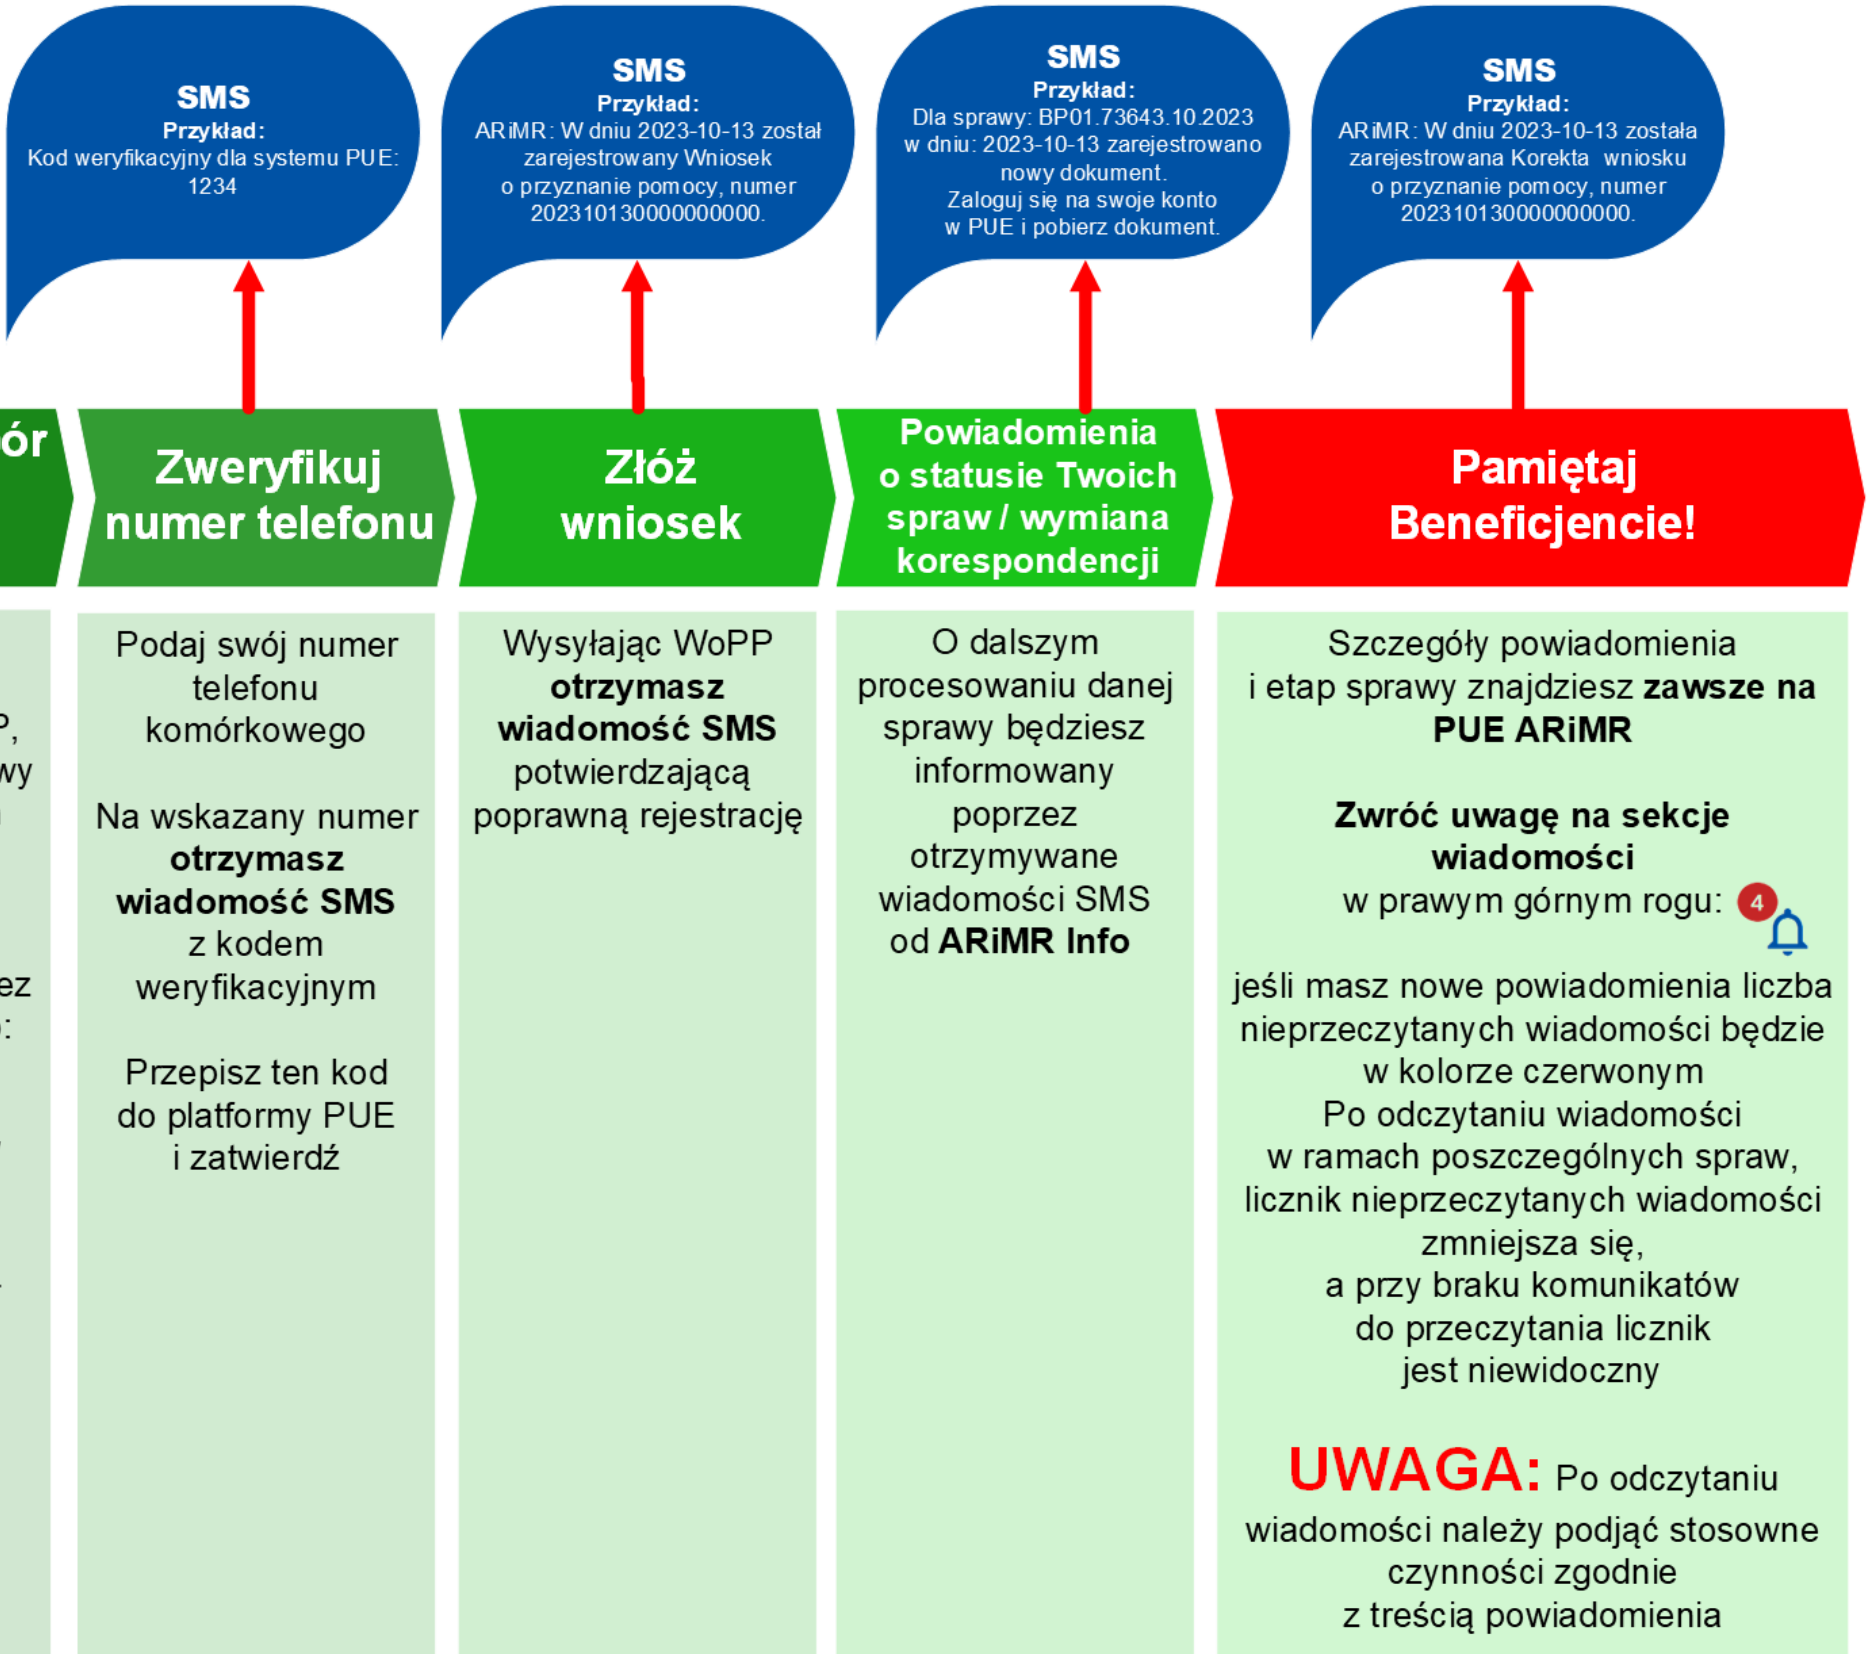 SMS
Przykład:
Kod weryfikacyjny dla systemu PUE:
1234
SMS
Przykład:
ARiMR: W dniu 2023-10-13 został
zarejestrowany Wniosek
o przyznanie pomocy, numer
202310130000000000.
SMS
Przykład:
Dla sprawy: BP01.73643.10.2023
w dniu: 2023-10-13 zarejestrowano
nowy dokument.
Zaloguj się na swoje konto
w PUE i pobierz dokument.
SMS
Przykład:
ARiMR: W dniu 2023-10-13 została
zarejestrowana Korekta wniosku
o przyznanie pomocy, numer
202310130000000000.
Zweryfikuj
numer telefonu
Podaj swój numer
telefonu
komórkowego
Na wskazany numer
otrzymasz
wiadomość SMS
z kodem
weryfikacyjnym
Przepisz ten kod
do platformy PUE
i zatwierdź
Złóż
wniosek
Wysyłając WoPP
otrzymasz
wiadomość SMS
potwierdzającą
poprawną rejestrację
Powiadomienia
o statusie Twoich
spraw / wymiana
korespondencji
O dalszym
procesowaniu danej
sprawy będziesz
informowany
poprzez
otrzymywane
wiadomości SMS
od ARiMR Info
Pamiętaj
Beneficjencie!
Szczegóły powiadomienia
i etap sprawy znajdziesz zawsze na
PUE ARiMR
Zwróć uwagę na sekcje
wiadomości
w prawym górnym rogu: 4
jeśli masz nowe powiadomienia liczba
nieprzeczytanych wiadomości będzie
w kolorze czerwonym
Po odczytaniu wiadomości
w ramach poszczególnych spraw,
licznik nieprzeczytanych wiadomości
zmniejsza się,
a przy braku komunikatów
do przeczytania licznik
jest niewidoczny
UWAGA: Po odczytaniu
wiadomości należy podjąć stosowne
czynności zgodnie
z treścią powiadomienia